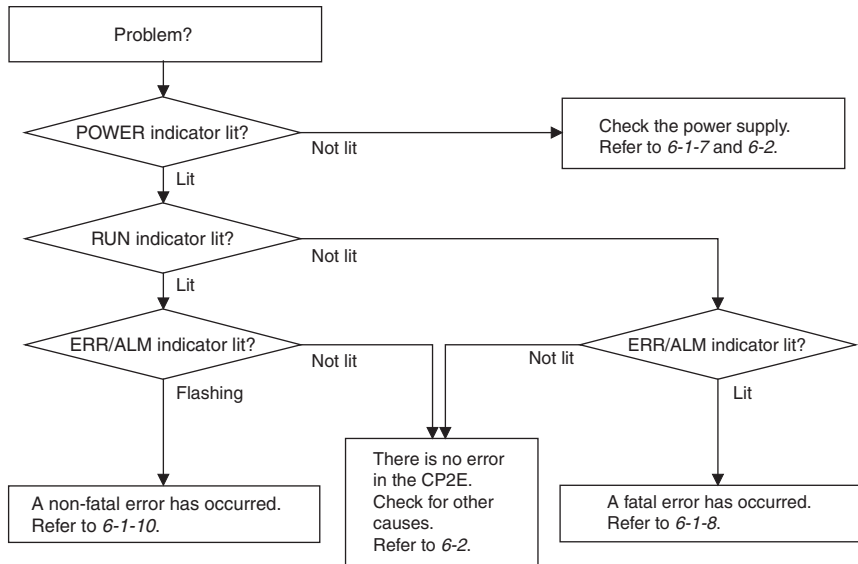 Problem?
POWER indicator lit?
Not lit
Check the power supply.
Refer to 6-1-7 and 6-2.
Lit
RUN indicator lit?
Not lit
Lit
ERR/ALM indicator lit?
Not lit
Flashing
Not lit
ERR/ALM indicator lit?
Lit
A non-fatal error has occurred.
Refer to 6-1-10.
There is no error
in the CP2E.
Check for other
causes.
Refer to 6-2.
A fatal error has occurred.
Refer to 6-1-8.